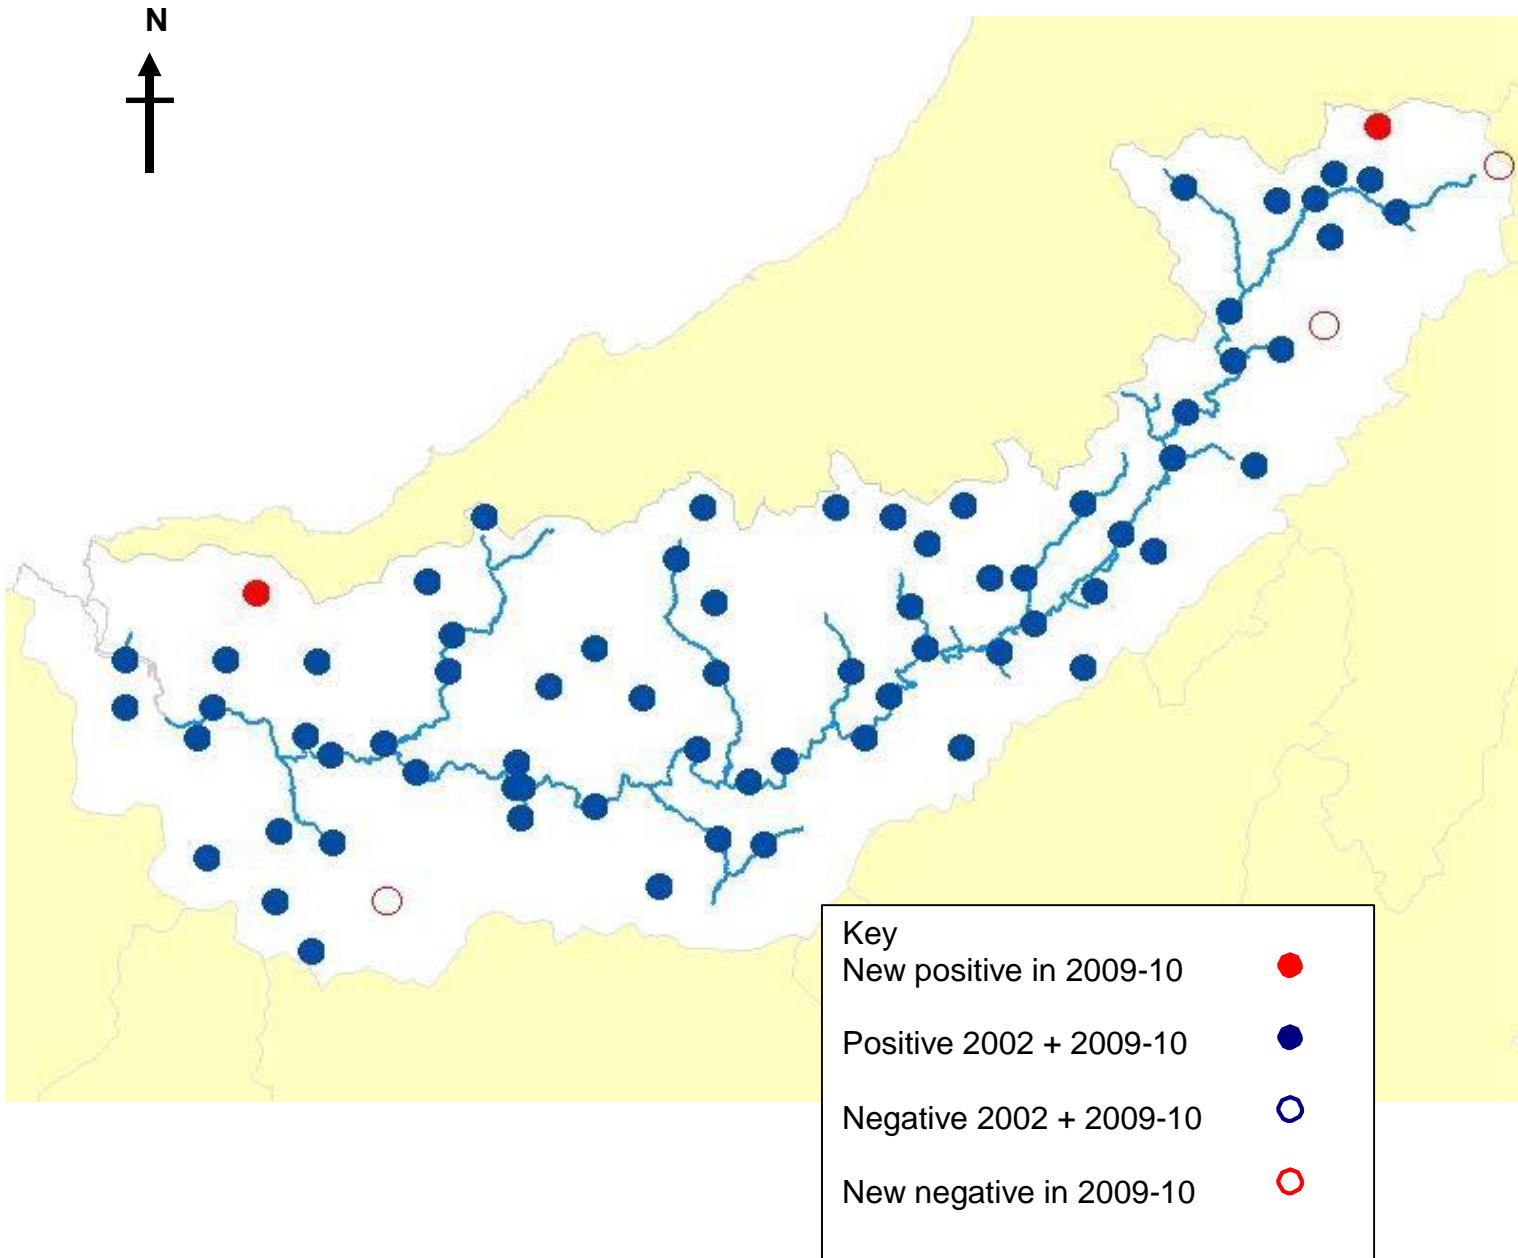 N
Key
New positive in 2009-10
Positive 2002 + 2009-10
Negative 2002 + 2009-10
New negative in 2009-10